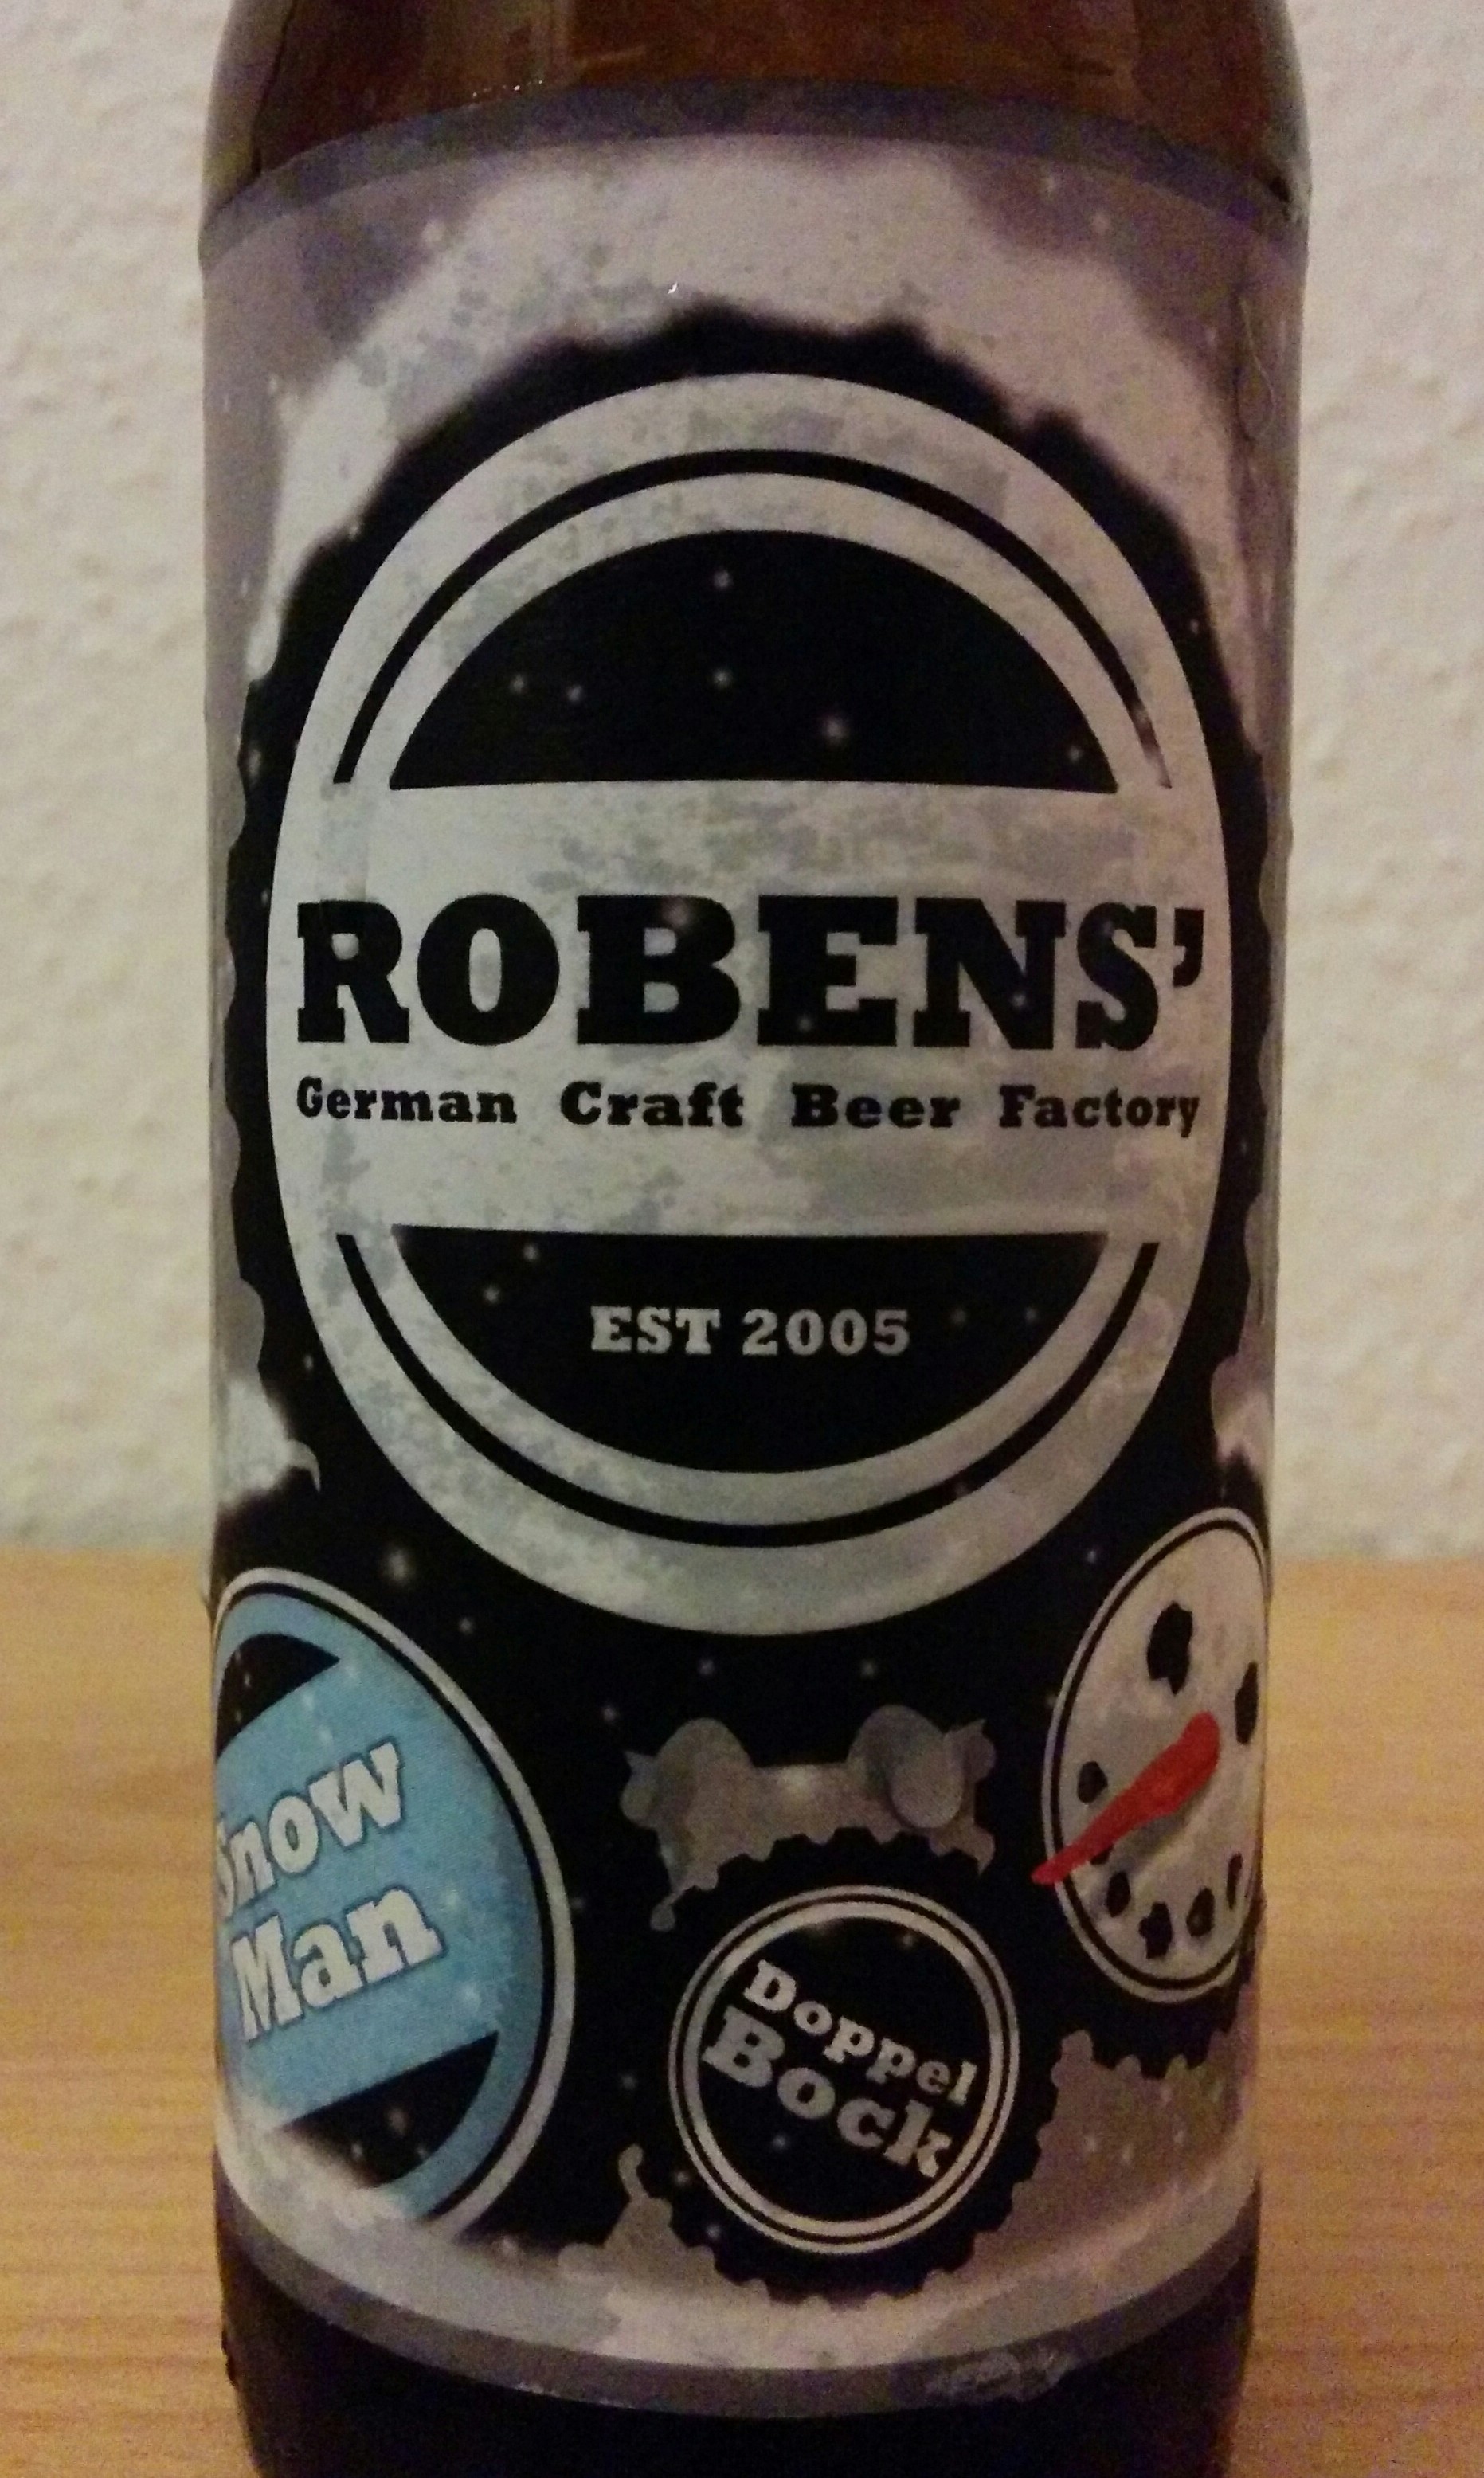 ROBENS'
German Craft Beer Factory
EST 2005
Snow
Man
Doppel
Bock